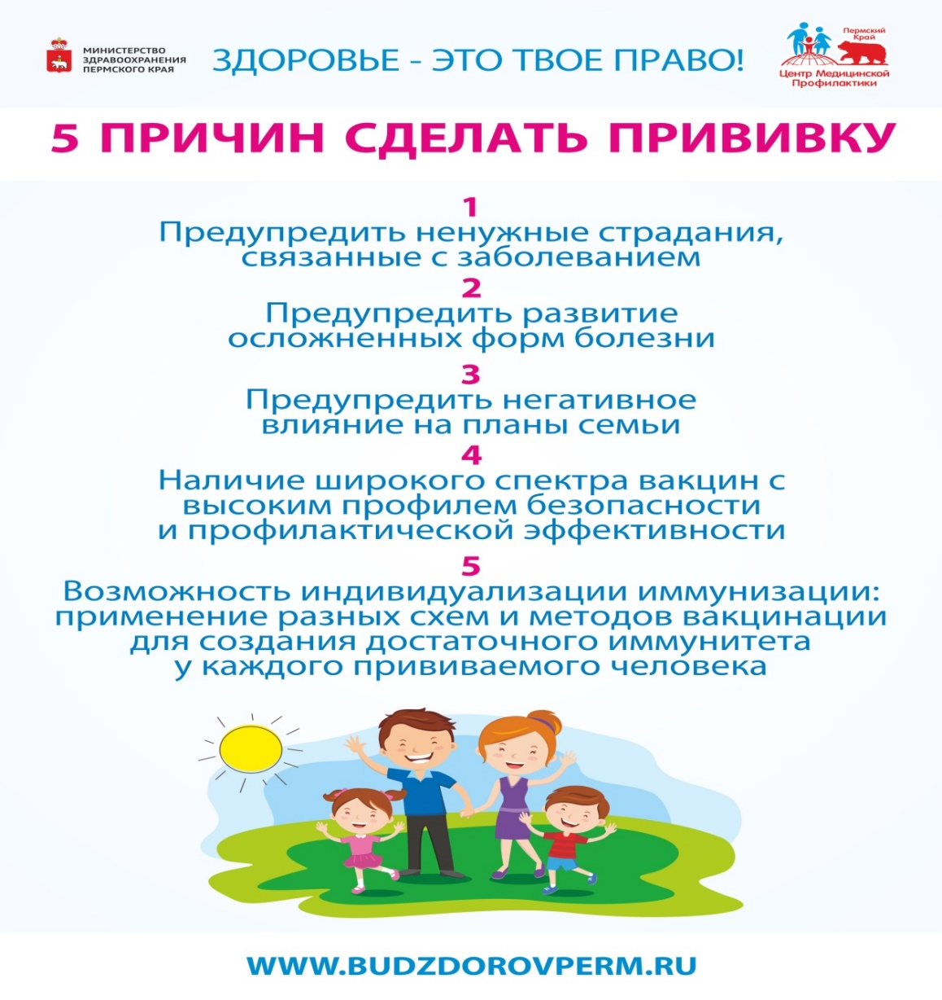 МИНИСТЕРСТВО
ЗДРАВООХРАНЕНИЯ
ПЕРМСКОГО КРАЯ
ЗДОРОВЬЕ - ЭТО ТВОЕ ПРАВО!
Пермский
Край
Центр Медицинской
Профилактики
5 ПРИЧИН СДЕЛАТЬ ПРИВИВКУ
1
Предупредить ненужные страдания,
связанные с заболеванием
2
Предупредить развитие
осложненных форм болезни
3
Предупредить негативное
влияние на планы семьи
4
Наличие широкого спектра вакцин с
высоким профилем безопасности
и профилактической эффективности
5
Возможность индивидуализации иммунизации:
применение разных схем и методов вакцинации
для создания достаточного иммунитета
у каждого прививаемого человека
WWW.BUDZDOROVPERM.RU